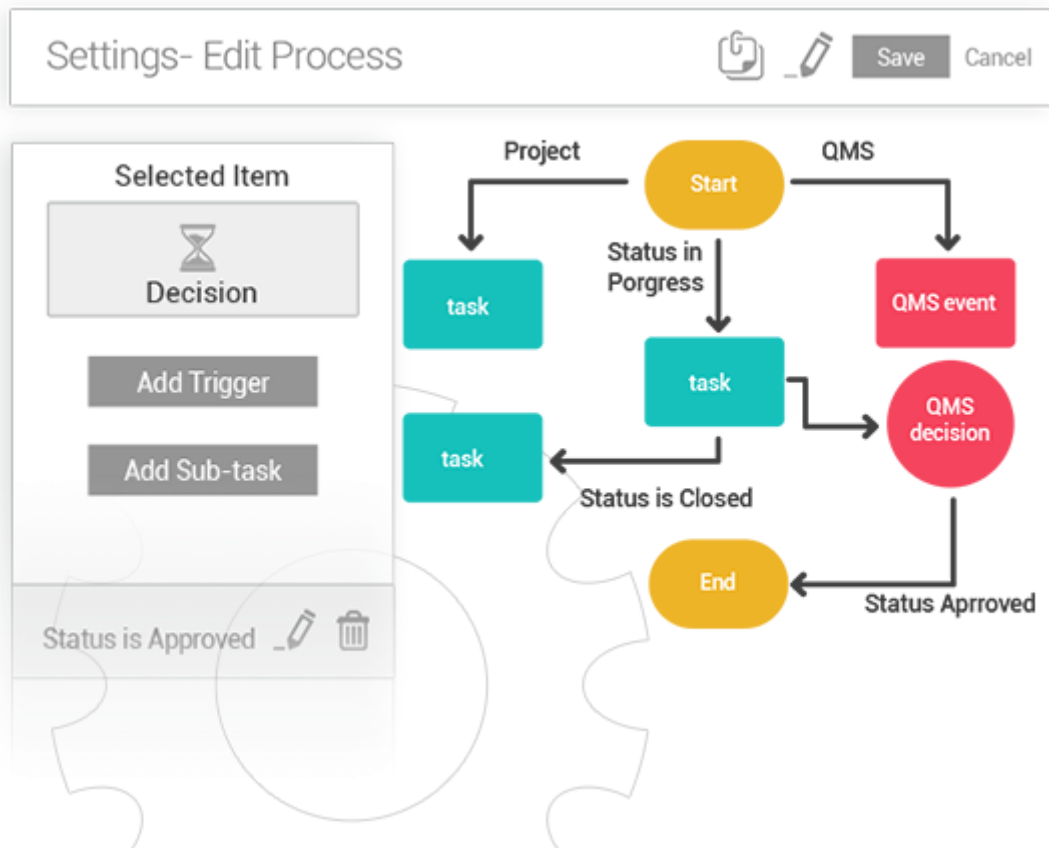 Settings- Edit Process
Save
Cancel
Selected Item
Decision
Add Trigger
Add Sub-task
Status is Approved
Project
Start
QMS
Status in
Porgress
task
QMS event
task
QMS
decision
task
Status is Closed
End
Status Aprroved